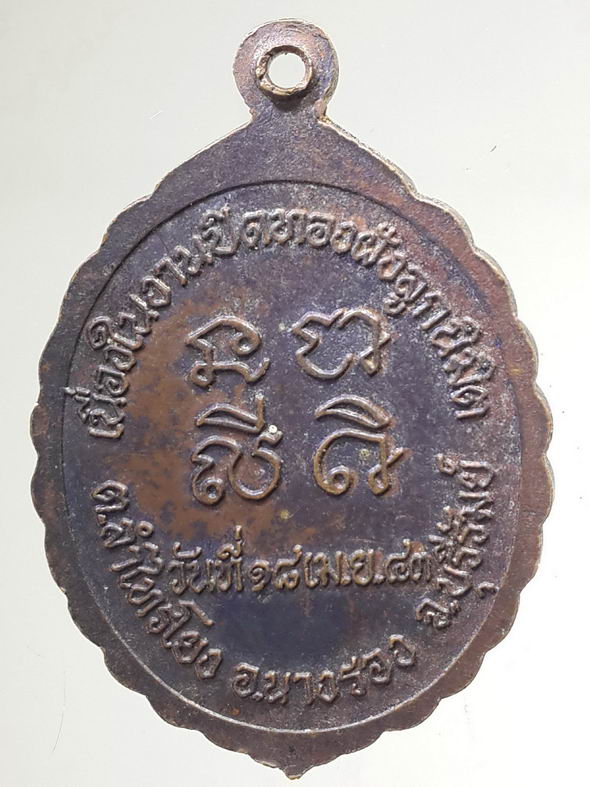 เนื่องในงานปิดทองฝังลูกนิมิต
วันที่ ๑๘ เม.ย. ๔๓
ต.ลำไทรโยง อ.นางรอง จ.บุรีรัมย์